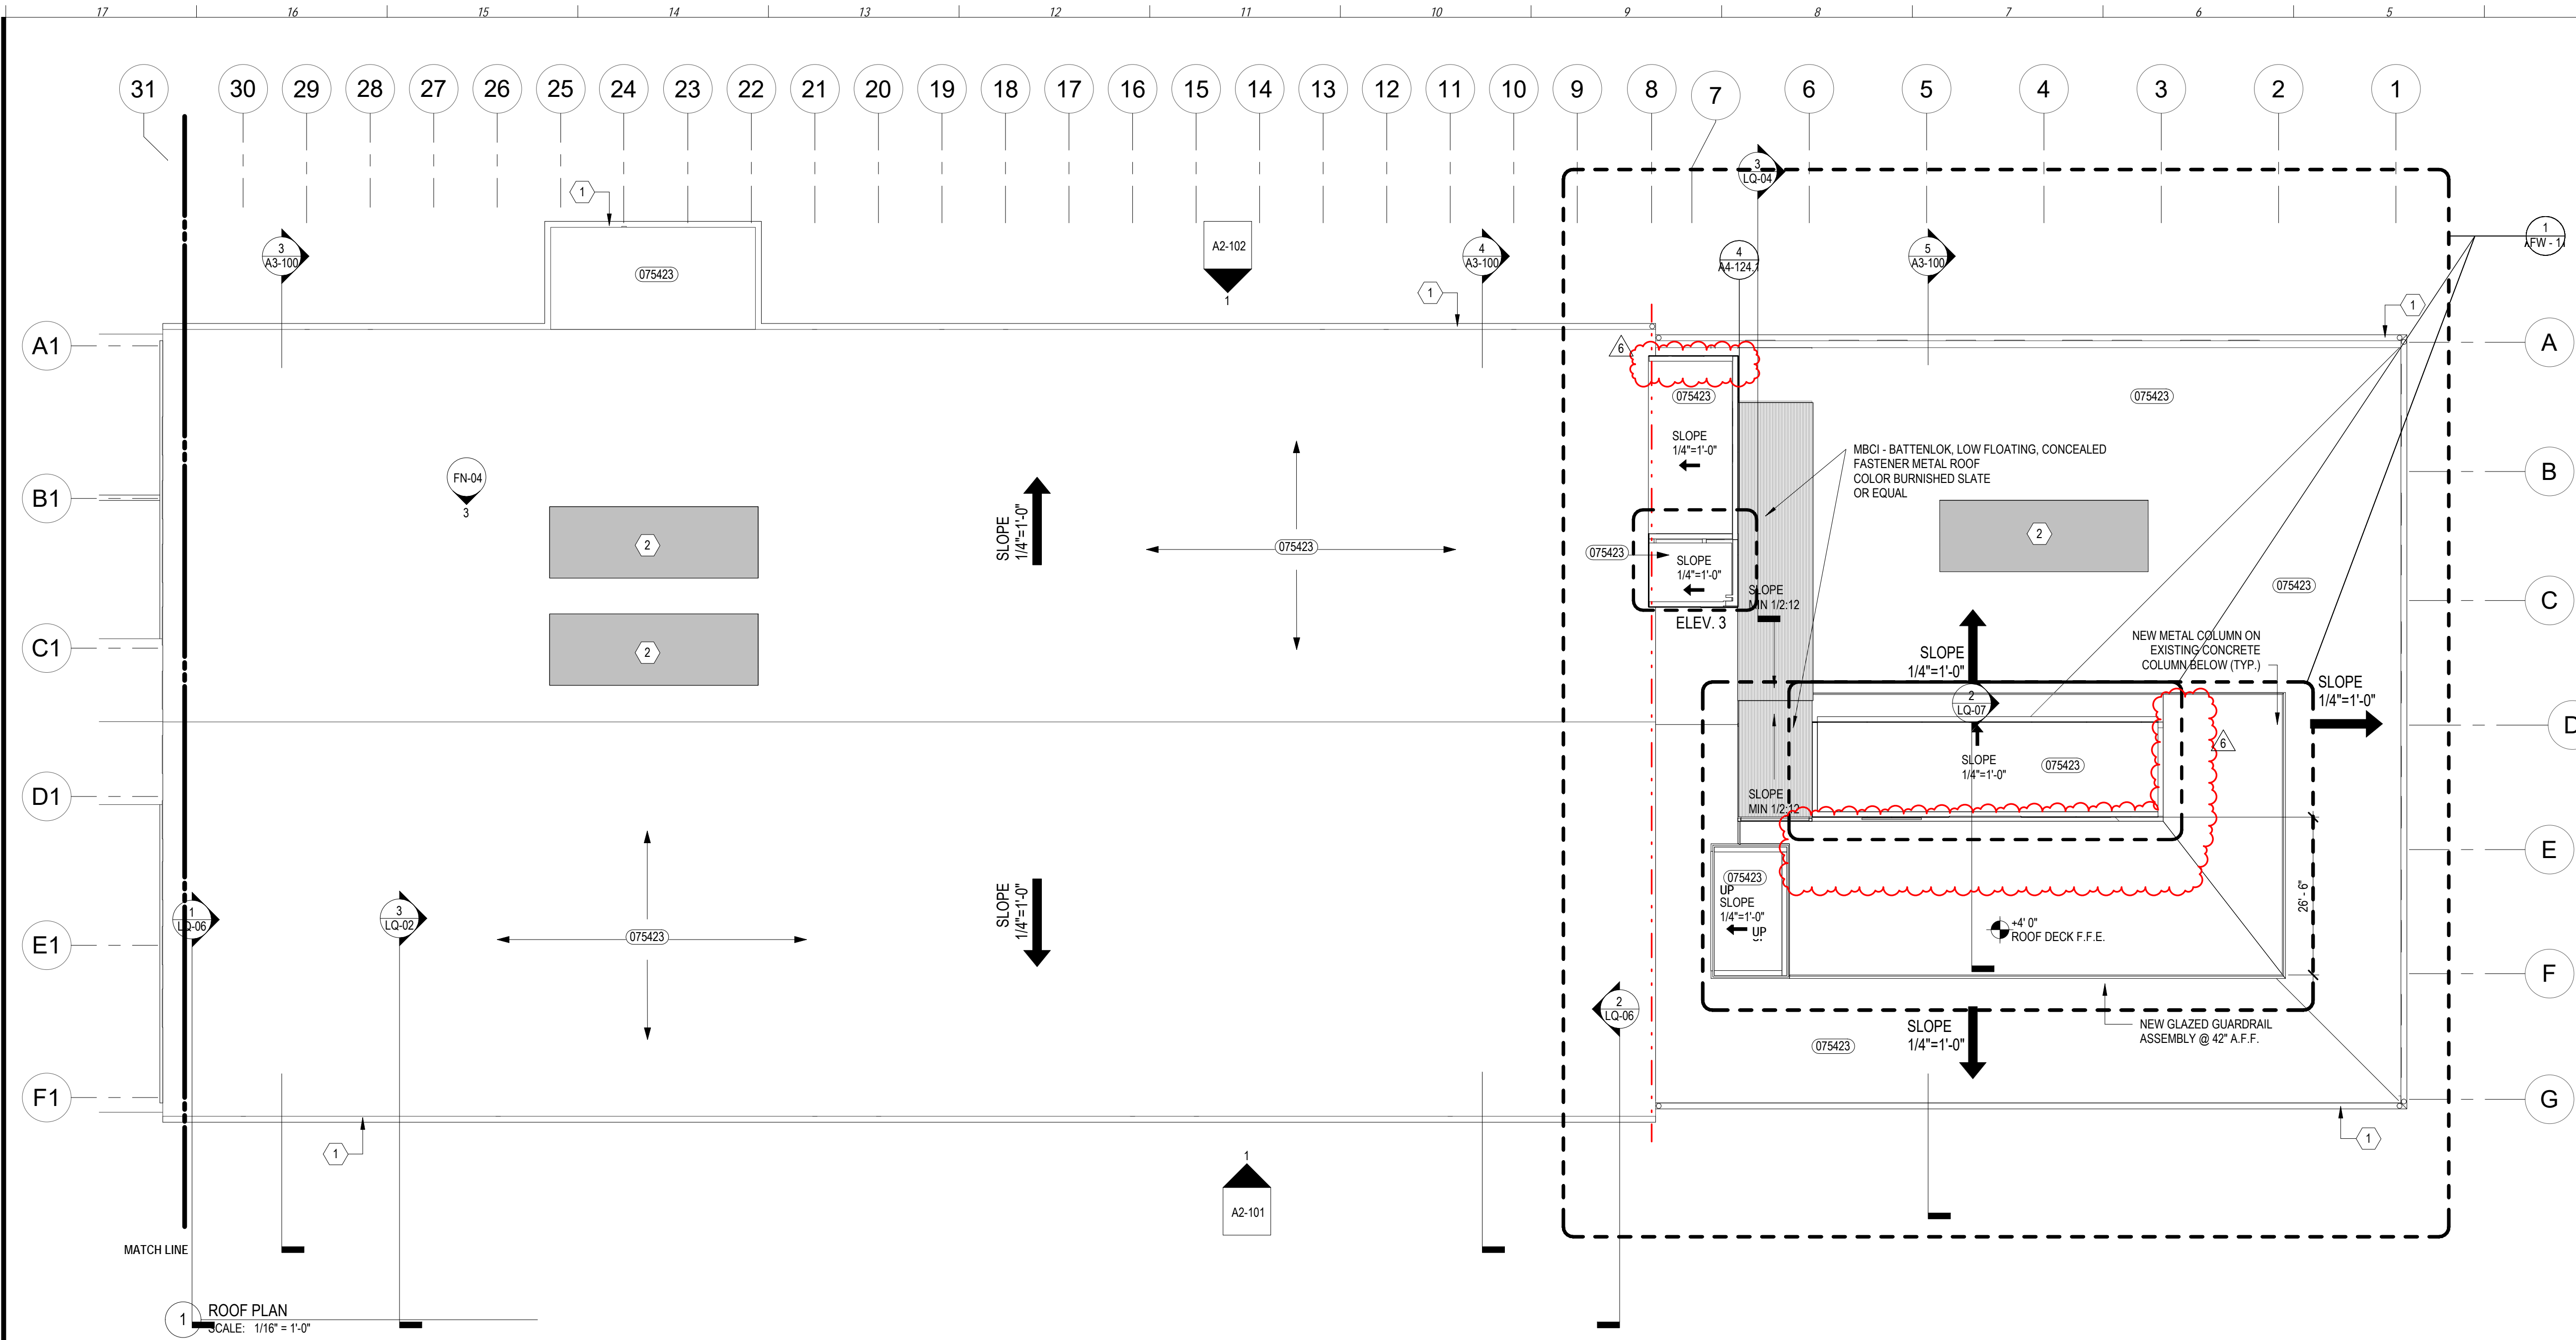 17 16 15 14 13 12 11 10 9 8 7 6 5
31 30 29 28 27 26 25 24 23 22 21 20 19 18 17 16 15 14 13 12 11 10 9 8 7 6 5 4 3 2 1
3
LQ-04
1
3
A3-100
075423
A2-102
1
4
A3-100
1
4
A4-124.
5
A3-100
1
1
A1
A
6
075423
075423
SLOPE
1/4"=1'-0"
MBCI - BATTENLOK, LOW FLOATING, CONCEALED
FASTENER METAL ROOF
COLOR BURNISHED SLATE
OR EQUAL
B1
B
FN-04
3
2
SLOPE
1/4"=1'-0"
075423
075423
SLOPE
1/4"=1'-0"
2
SLOPE
MIN 1/2:12
075423
C
ELEV. 3
C1
2
NEW METAL COLUMN ON
EXISTING CONCRETE
COLUMN BELOW (TYP.)
SLOPE
1/4"=1'-0"
SLOPE
1/4"=1'-0"
2
LQ-07
D
6
SLOPE
1/4"=1'-0"
075423
D1
SLOPE
MIN 1/2:12
E
075423
UP
SLOPE
1/4"=1'-0"
UP
26' - 6"
1
LQ-06
3
LQ-02
SLOPE
1/4"=1'-0"
075423
+4' 0"
ROOF DECK F.F.E.
E1
F
2
LQ-06
NEW GLAZED GUARDRAIL
ASSEMBLY @ 42" A.F.F.
SLOPE
1/4"=1'-0"
075423
F1
G
1
1
1
A2-101
MATCH LINE
1
ROOF PLAN
SCALE: 1/16" = 1'-0"